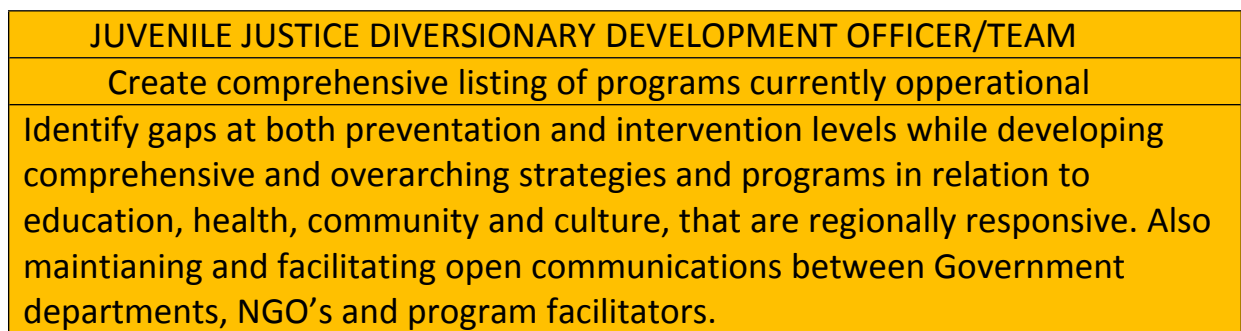 JUVENILE JUSTICE DIVERSIONARY DEVELOPMENT OFFICER/TEAM
Create comprehensive listing of programs currently opperational
Identify gaps at both preventation and intervention levels while developing
comprehensive and overarching strategies and programs in relation to
education, health, community and culture, that are regionally responsive. Also
maintianing and facilitating open communications between Government
departments, NGO’s and program facilitators.